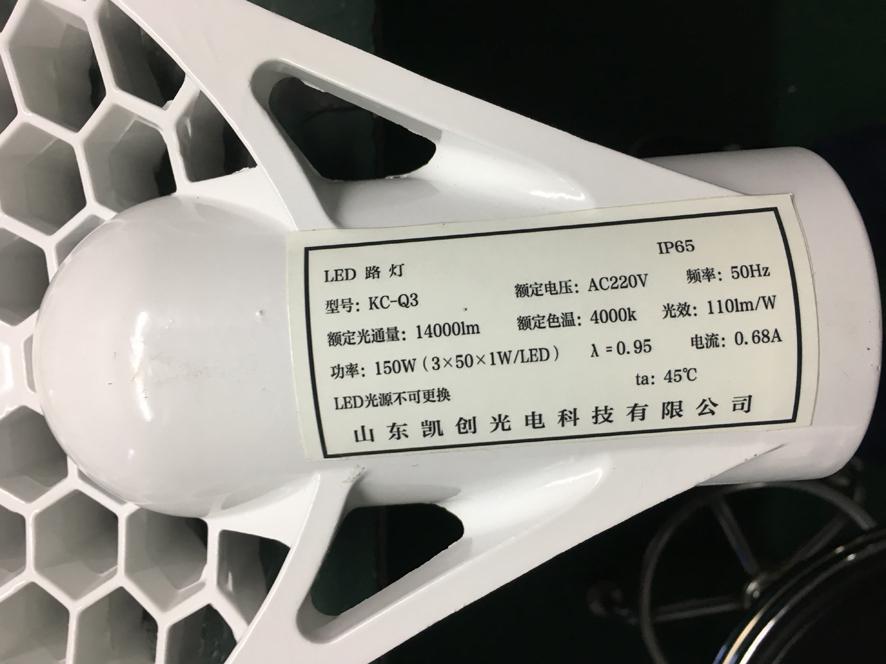 LED 路 灯 IP65
型号：KC-Q3 额定电压：AC220V 频率：50Hz
额定光通量：14000lm 额定色温：4000k 光效：110lm/W
功率：150W（3×50×1W/LED） λ=0.95 电流：0.68A
LED光源不可更换 ta：45℃
山东凯创光电科技有限公司